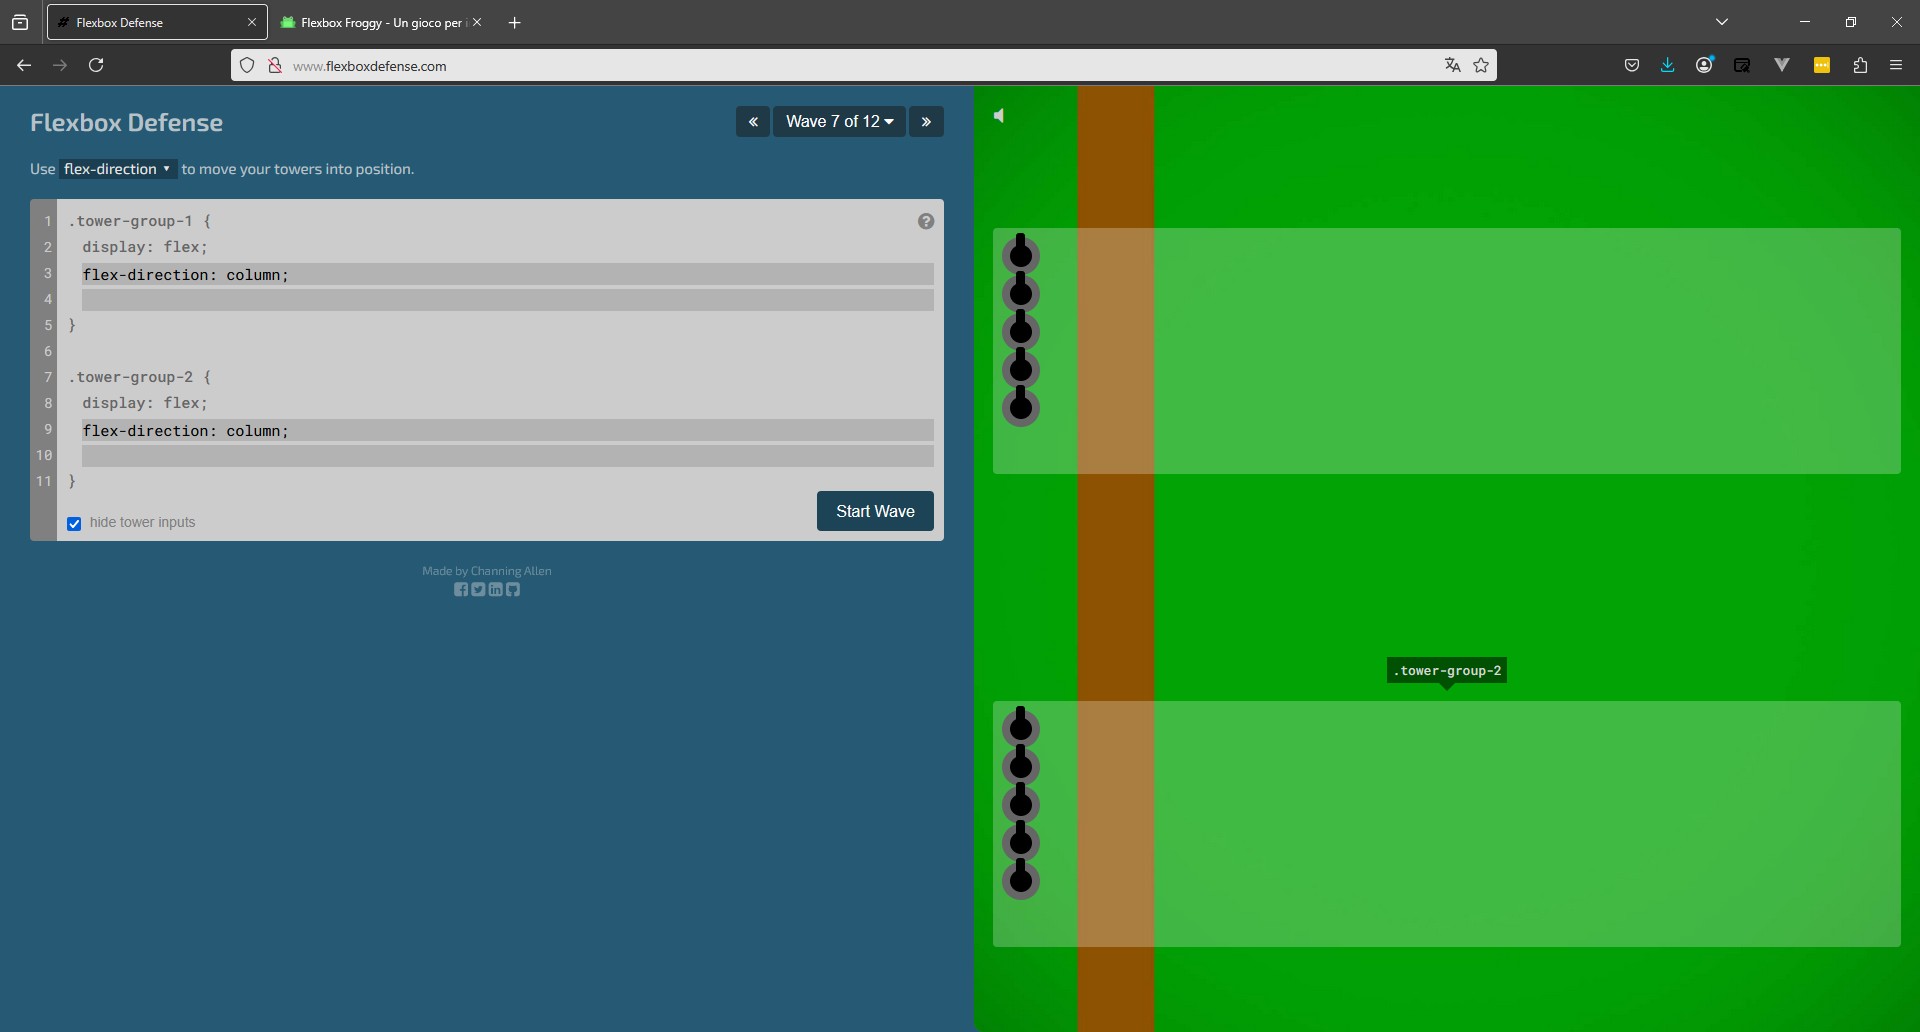 Flexbox Defense
Flexbox Froggy - Un gioco per i
www.flexboxdefense.com
Flexbox Defense
« Wave 7 of 12 »
Use flex-direction to move your towers into position.
1 .tower-group-1 {
2 display: flex;
3 flex-direction: column;
4
5 }
6
7 .tower-group-2 {
8 display: flex;
9 flex-direction: column;
10
11 }
hide tower inputs
Start Wave
Made by Channing Allen
.tower-group-2